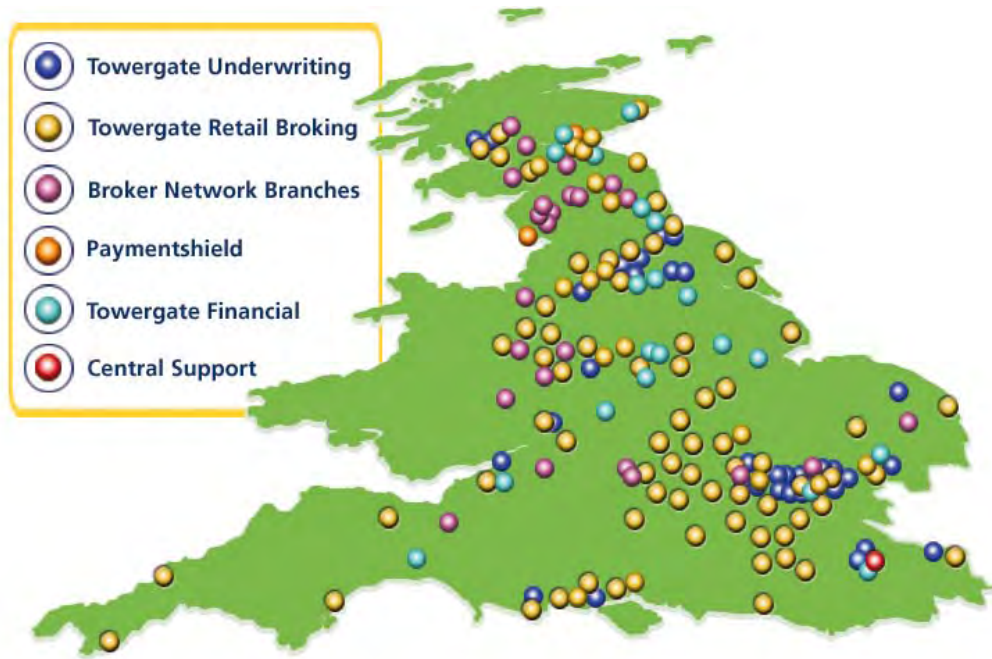 Towergate Underwriting
Towergate Retail Broking
Broker Network Branches
Paymentshield
Towergate Financial
Central Support